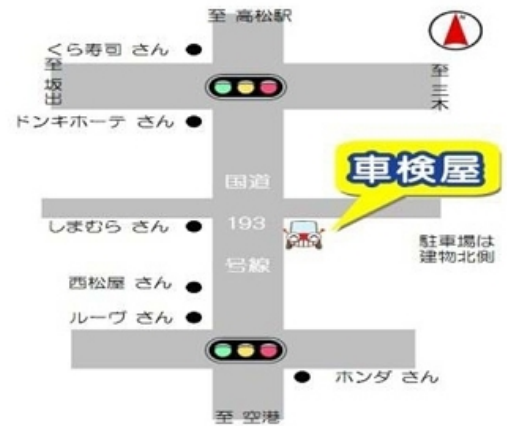 至 高松駅
くら寿司 さん
至 坂出
至 三木
ドンキホーテ さん
車検屋
国道
193
号線
しまむら さん
駐車場は
建物北側
西松屋 さん
ルーヴ さん
ホンダ さん
至 空港